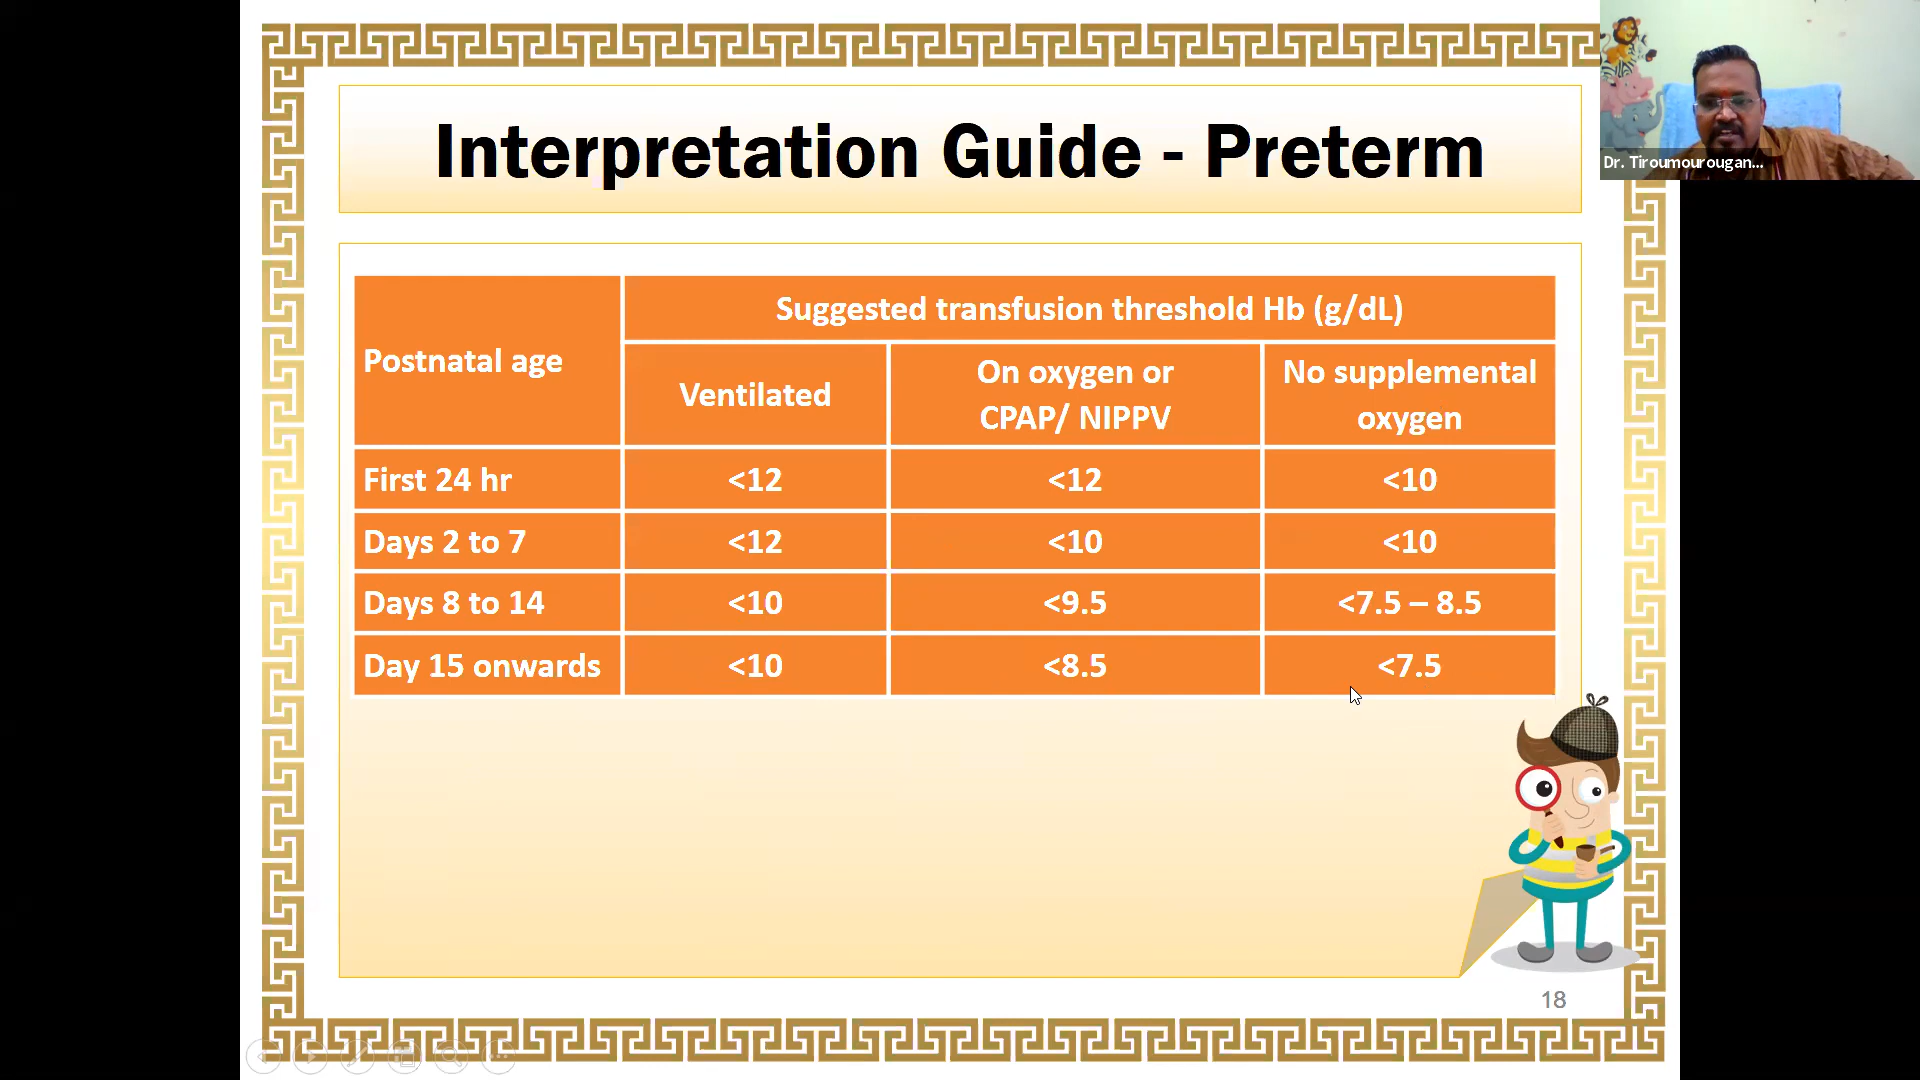 Interpretation Guide - Preterm
Dr. Tiroumourougan...
Postnatal age
Suggested transfusion threshold Hb (g/dL)
Ventilated
On oxygen or
CPAP/ NIPPV
No supplemental
oxygen
First 24 hr <12 <12 <10
Days 2 to 7 <12 <10 <10
Days 8 to 14 <10 <9.5 <7.5 – 8.5
Day 15 onwards <10 <8.5 <7.5
18